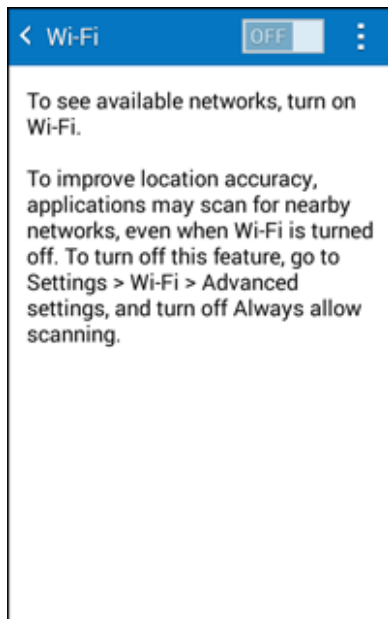 Wi-Fi OFF
To see available networks, turn on
Wi-Fi.
To improve location accuracy,
applications may scan for nearby
networks, even when Wi-Fi is turned
off. To turn off this feature, go to
Settings > Wi-Fi > Advanced
settings, and turn off Always allow
scanning.